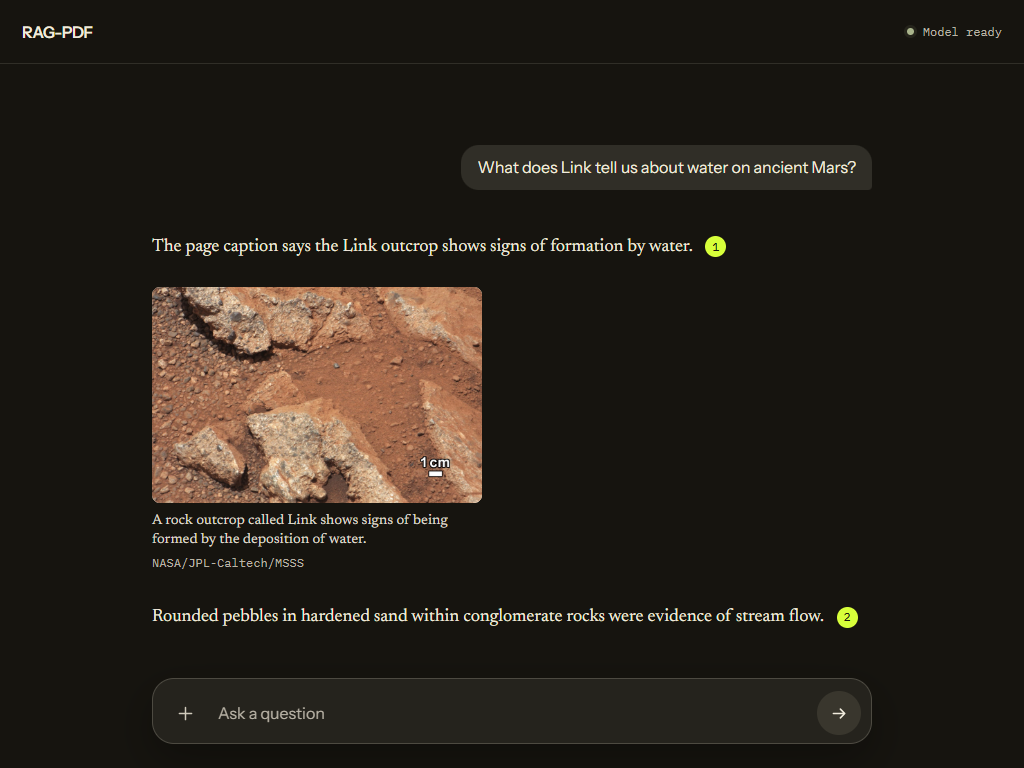 RAG-PDF
Model ready
What does Link tell us about water on ancient Mars?
The page caption says the Link outcrop shows signs of formation by water. 1
1 cm
A rock outcrop called Link shows signs of being
formed by the deposition of water.
NASA/JPL-Caltech/MSSS
Rounded pebbles in hardened sand within conglomerate rocks were evidence of stream flow. 2
Ask a question